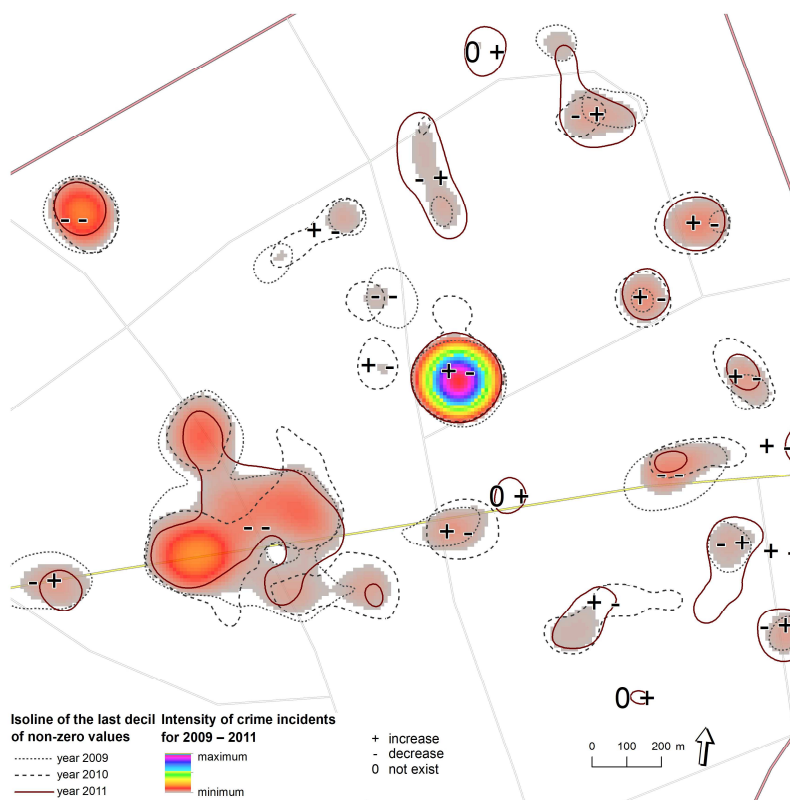 0 +
- +
- +
- -
+ -
+ -
- -
+ -
+ -
+ -
+ -
+ -
- -
0 +
- -
+ -
- +
+ -
- +
+ -
- +
0 +
Isoline of the last decil
of non-zero values
year 2009
year 2010
year 2011
Intensity of crime incidents
for 2009 – 2011
maximum
minimum
+ increase
- decrease
0 not exist
0 100 200 m